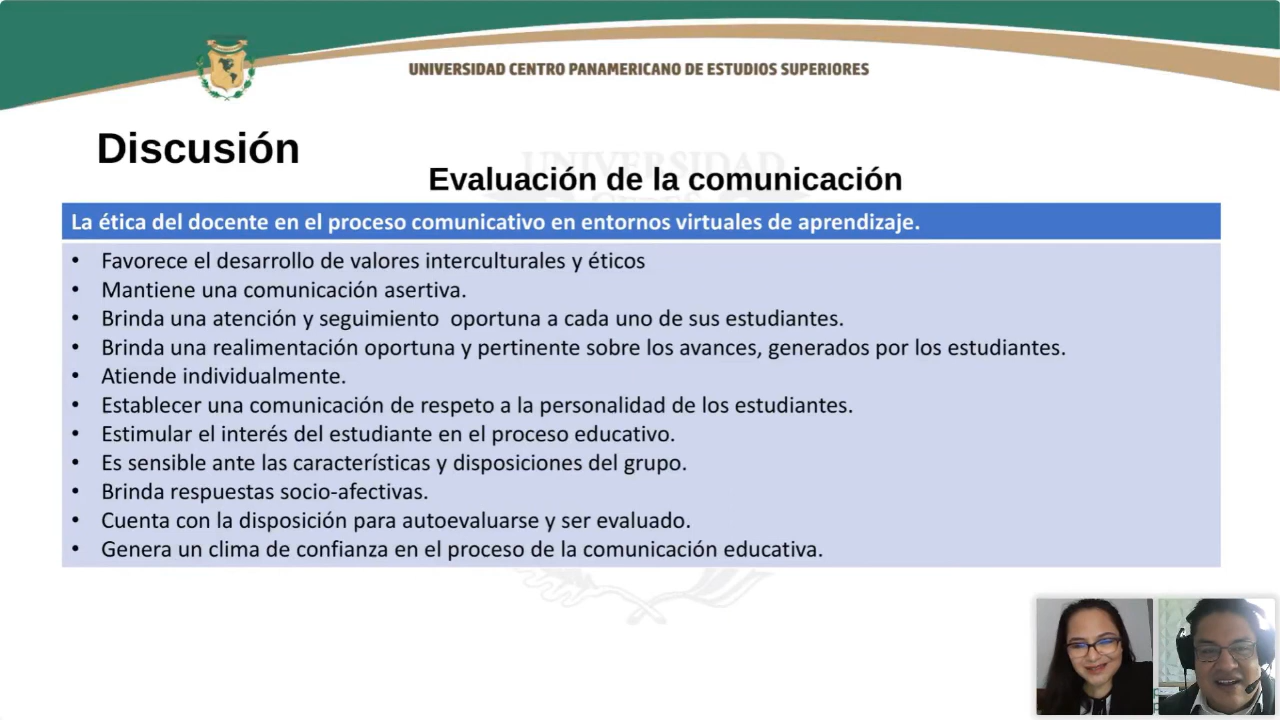 UNIVERSIDAD CENTRO PANAMERICANO DE ESTUDIOS SUPERIORES
Discusión
UNIVERSIDAD
Evaluación de la comunicación
La ética del docente en el proceso comunicativo en entornos virtuales de aprendizaje.
• Favorece el desarrollo de valores interculturales y éticos
• Mantiene una comunicación asertiva.
• Brinda una atención y seguimiento  oportuna a cada uno de sus estudiantes.
• Brinda una realimentación oportuna y pertinente sobre los avances, generados por los estudiantes.
• Atiende individualmente.
• Establecer una comunicación de respeto a la personalidad de los estudiantes.
• Estimular el interés del estudiante en el proceso educativo.
• Es sensible ante las características y disposiciones del grupo.
• Brinda respuestas socio-afectivas.
• Cuenta con la disposición para autoevaluarse y ser evaluado.
• Genera un clima de confianza en el proceso de la comunicación educativa.